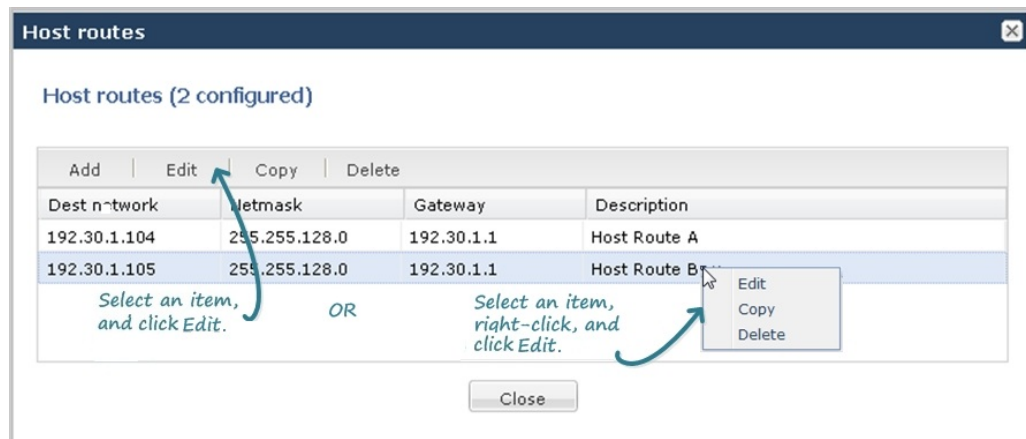 Host routes
Host routes (2 configured)
Add Edit Copy Delete
Dest network Netmask Gateway Description
192.30.1.104 255.255.128.0 192.30.1.1 Host Route A
192.30.1.105 255.255.128.0 192.30.1.1 Host Route
Select an item,
and click Edit.
OR
Select an item,
right-click, and
click Edit.
Edit
Copy
Delete
Close